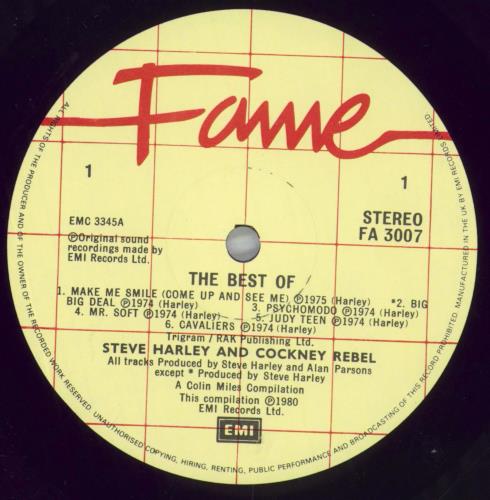 Fame
1
1
EMC 3345A
STEREO
FA 3007
℗Original sound
recordings made by
EMI Records Ltd.
THE BEST OF
1. MAKE ME SMILE (COME UP AND SEE ME) ℗1975 (Harley) *2. BIG
BIG DEAL ℗1974 (Harley) 3. PSYCHOMODO ℗1974 (Harley)
4. MR. SOFT ℗1974 (Harley) 5. JUDY TEEN ℗1974 (Harley)
6. CAVALIERS ℗1974 (Harley)
Trigram / RAK Publishing Ltd.
STEVE HARLEY AND COCKNEY REBEL
All tracks Produced by Steve Harley and Alan Parsons
except * Produced by Steve Harley
A Colin Miles Compilation
This compilation ℗1980
EMI Records Ltd.
EMI
ALL RIGHTS OF THE PRODUCER AND OF THE OWNER OF THE RECORDED WORK RESERVED. UNAUTHORISED COPYING, HIRING, RENTING, PUBLIC PERFORMANCE AND BROADCASTING OF THIS RECORD PROHIBITED. MANUFACTURED IN THE UK BY EMI RECORDS LIMITED